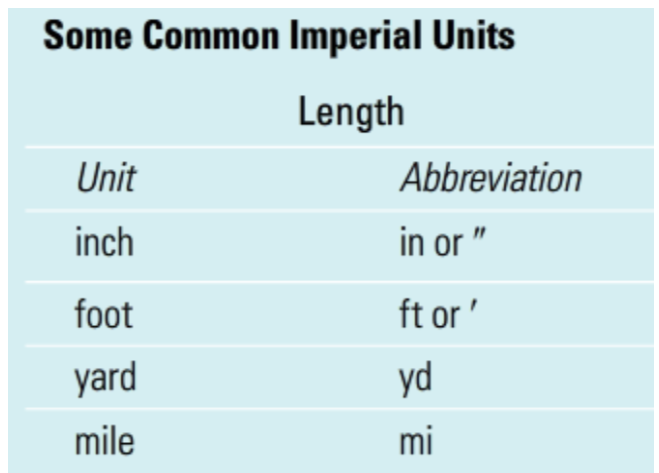 Some Common Imperial Units
Length
Unit Abbreviation
inch in or ″
foot ft or ′
yard yd
mile mi